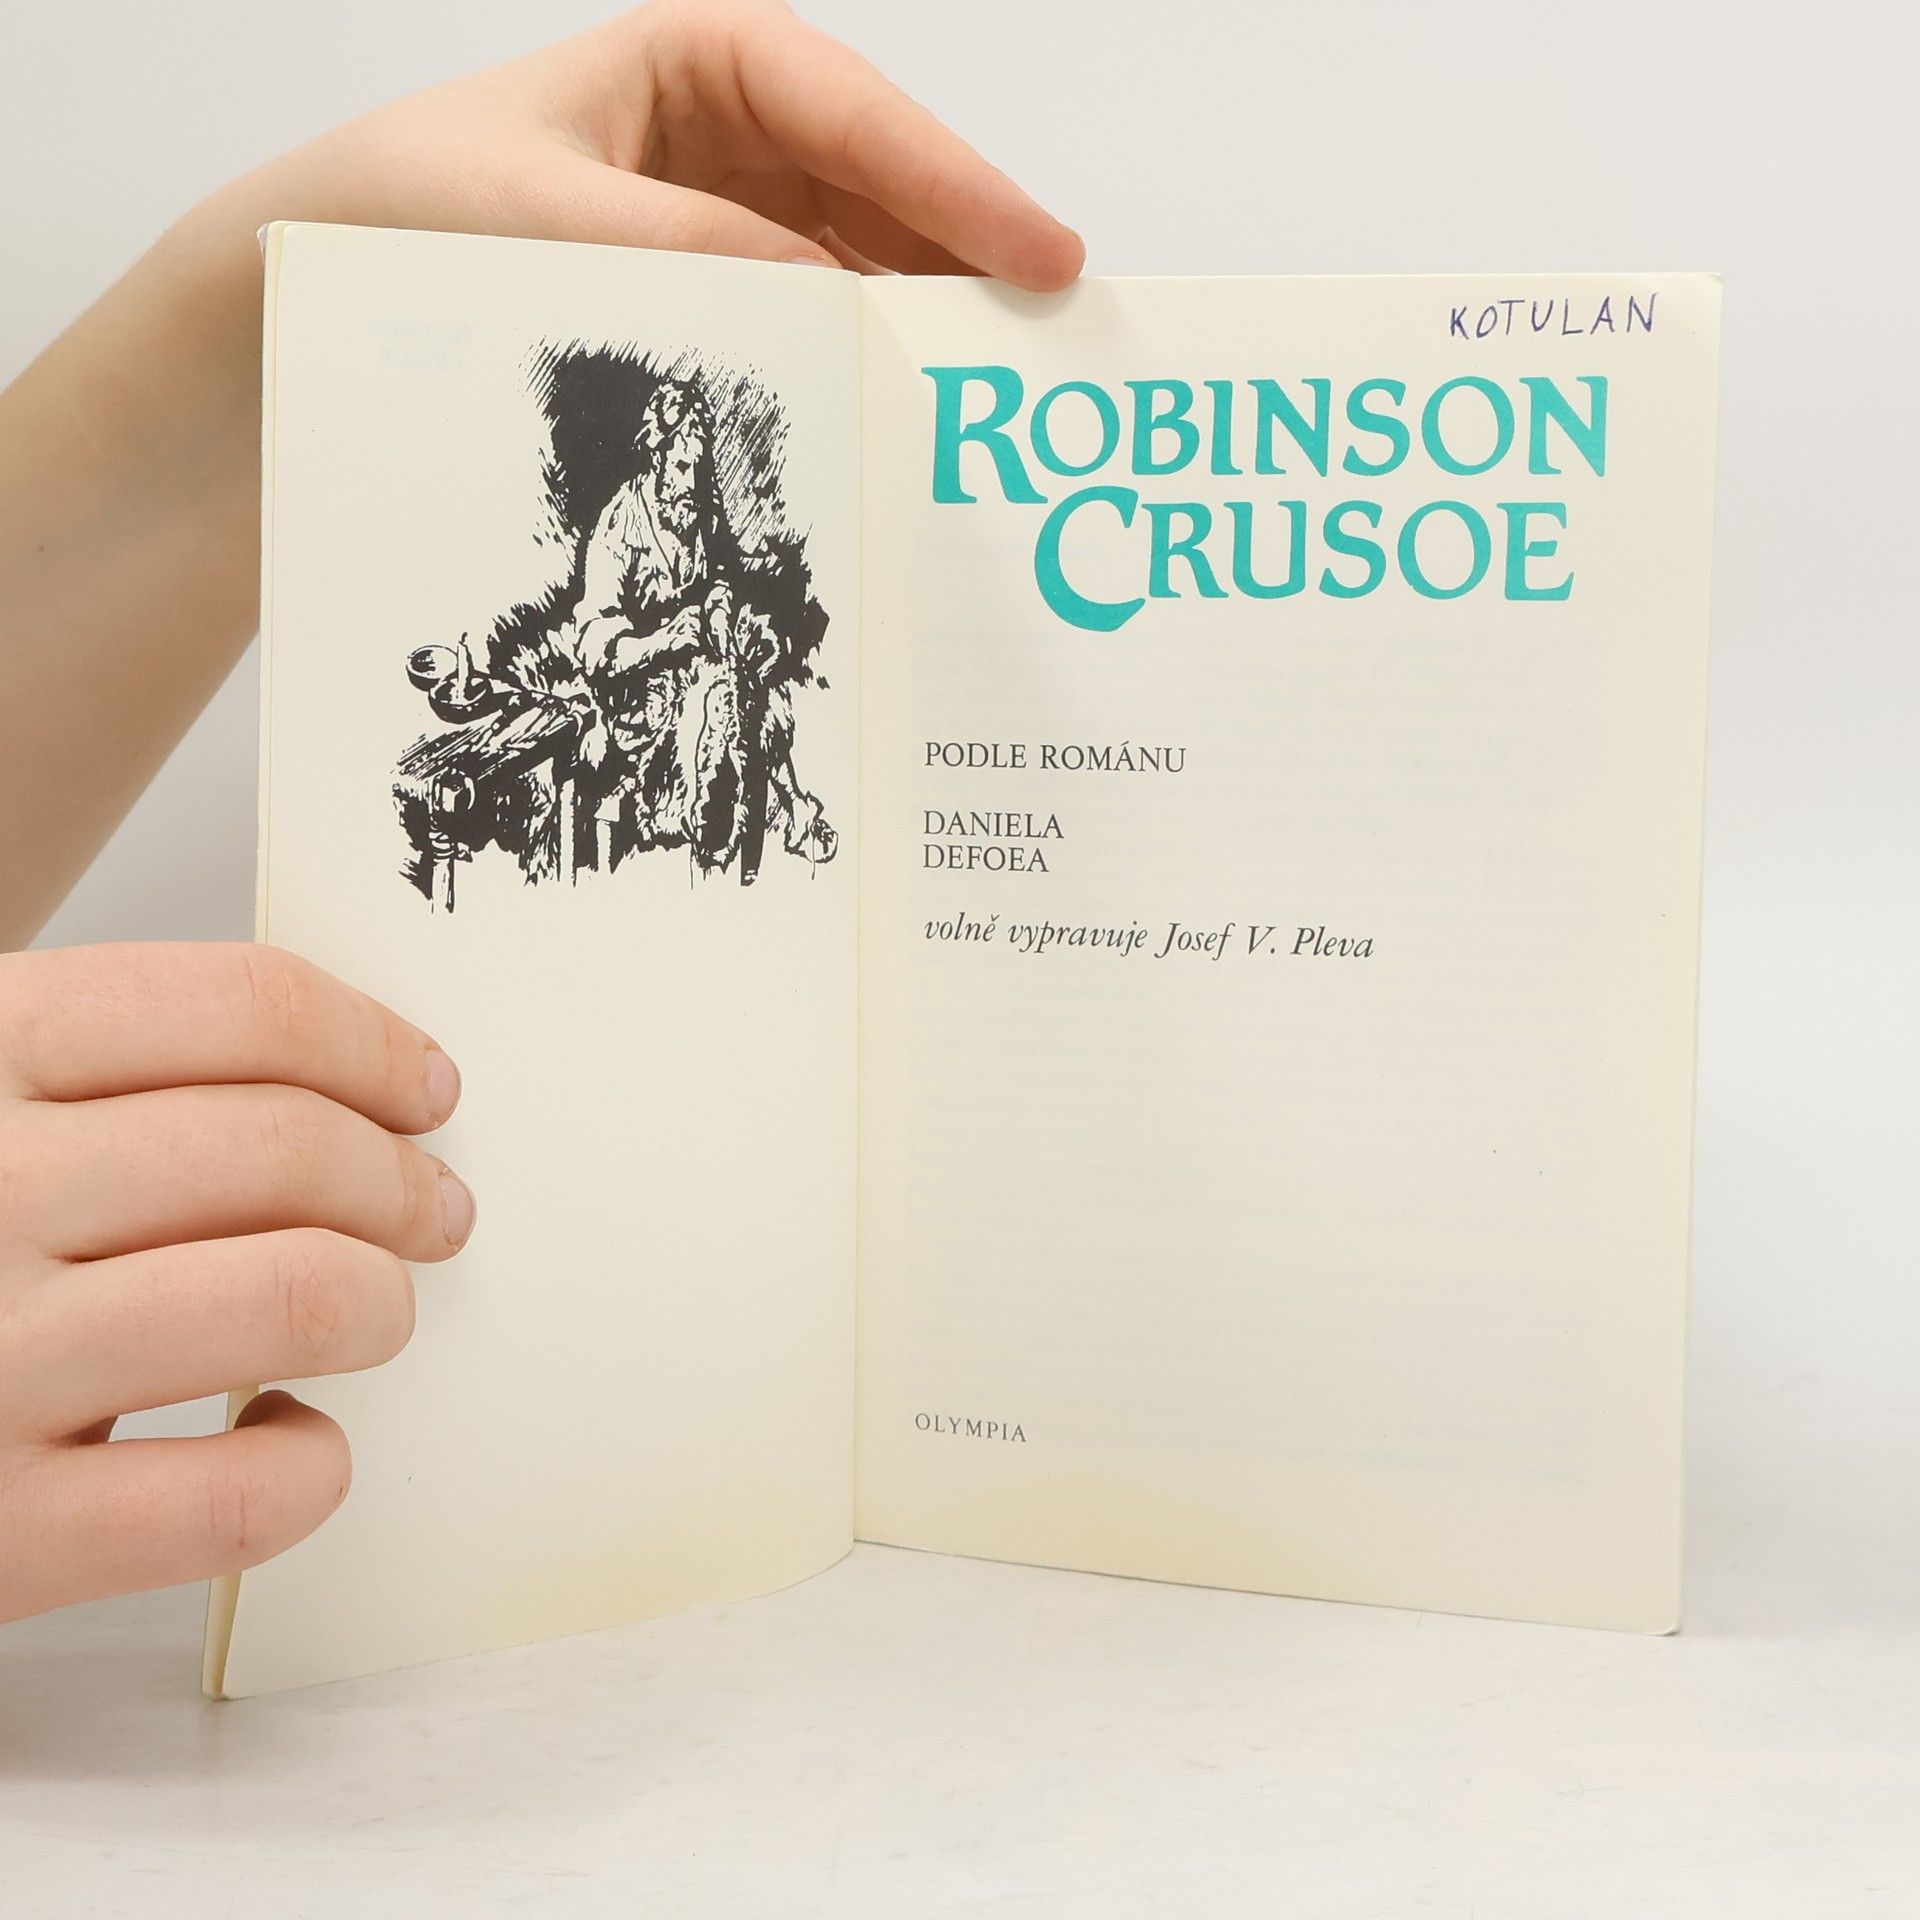 KOTULAN
ROBINSON
CRUSOE
PODLE ROMÁNU
DANIELA
DEFOEA
volně vypravuje Josef V. Pleva
OLYMPIA